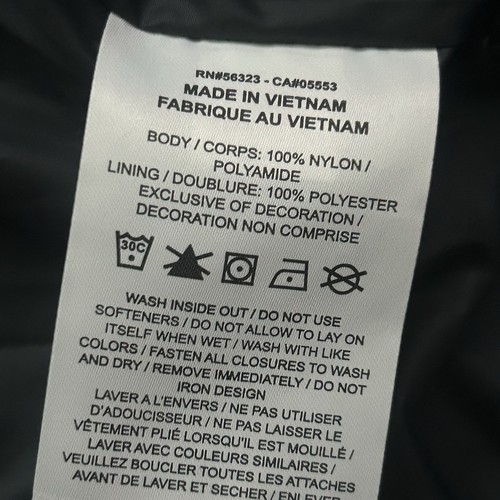 RN#56323 - CA#05553
MADE IN VIETNAM
FABRIQUE AU VIETNAM
BODY / CORPS: 100% NYLON /
POLYAMIDE
LINING / DOUBLURE: 100% POLYESTER
EXCLUSIVE OF DECORATION /
DECORATION NON COMPRISE
30C
WASH INSIDE OUT / DO NOT USE
SOFTENERS / DO NOT ALLOW TO LAY ON
ITSELF WHEN WET / WASH WITH LIKE
COLORS / FASTEN ALL CLOSURES TO WASH
AND DRY / REMOVE IMMEDIATELY / DO NOT
IRON DESIGN
LAVER A L'ENVERS / NE PAS UTILISER
D'ADOUCISSEUR / NE PAS LAISSER LE
VÊTEMENT PLIÉ LORSQU'IL EST MOUILLÉ /
LAVER AVEC COULEURS SIMILAIRES /
VEUILLEZ BOUCLER TOUTES LES ATTACHES
AVANT DE LAVER ET SECHER / ENLEVER